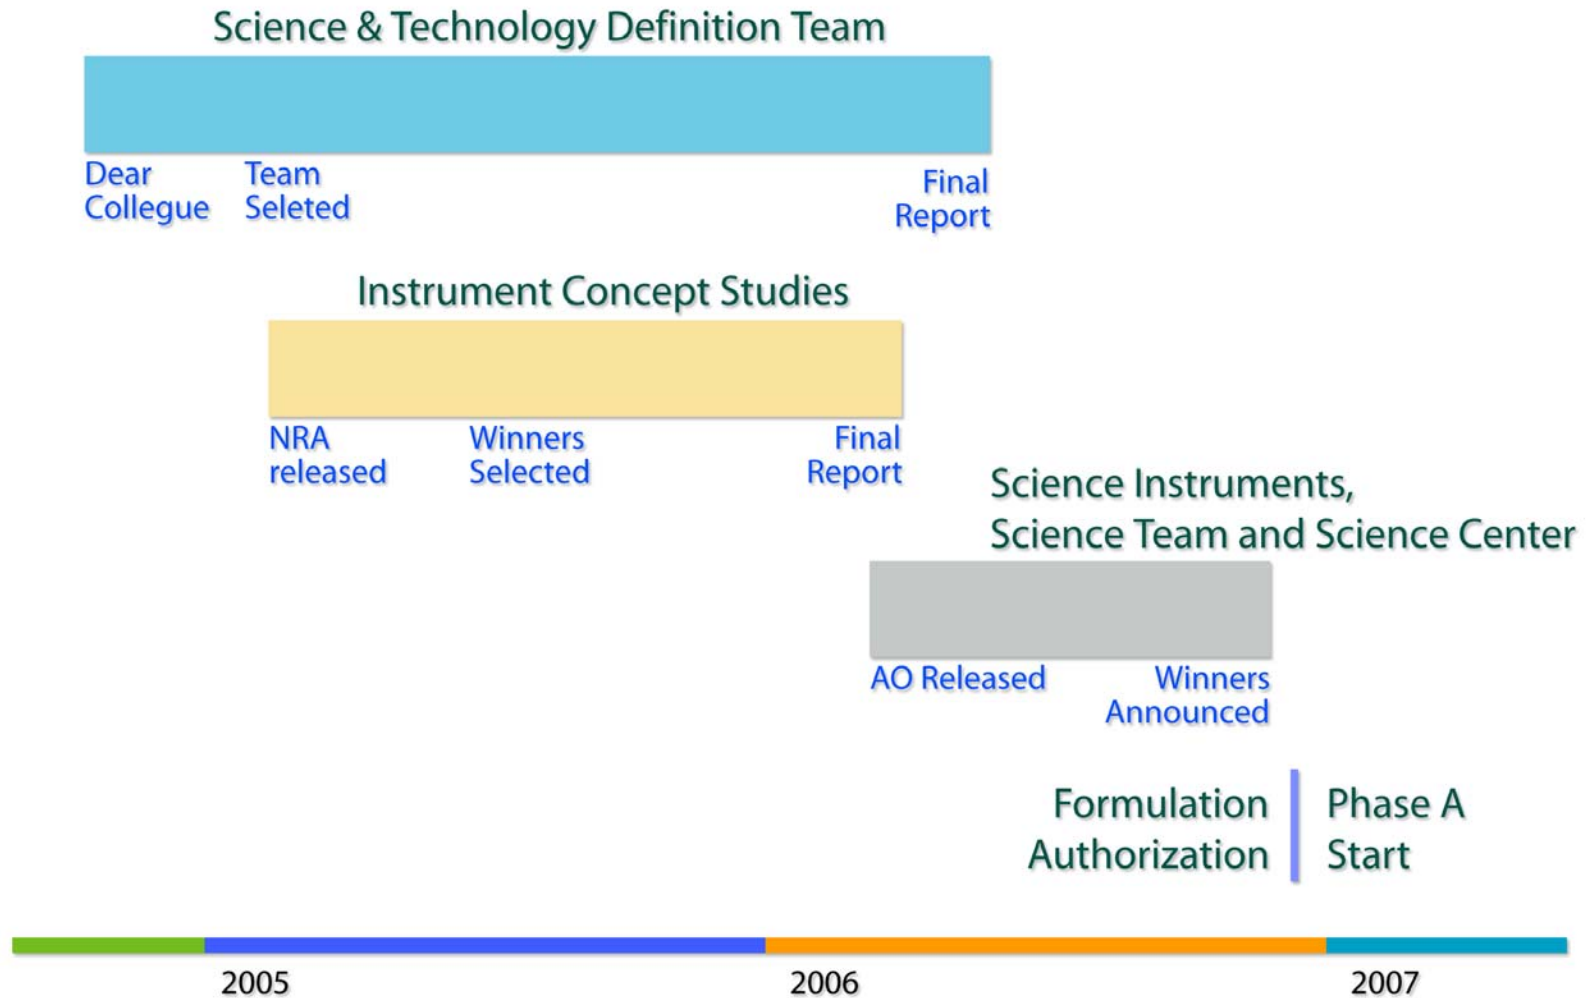 Science & Technology Definition Team
Dear
Collegue
Team
Seleted
Final
Report
Instrument Concept Studies
NRA
released
Winners
Selected
Final
Report
Science Instruments,
Science Team and Science Center
AO Released
Winners
Announced
Formulation
Authorization
Phase A
Start
2005
2006
2007